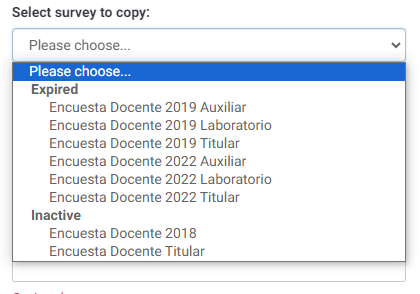 Select survey to copy:
Please choose...
Please choose...
Expired
Encuesta Docente 2019 Auxiliar
Encuesta Docente 2019 Laboratorio
Encuesta Docente 2019 Titular
Encuesta Docente 2022 Auxiliar
Encuesta Docente 2022 Laboratorio
Encuesta Docente 2022 Titular
Inactive
Encuesta Docente 2018
Encuesta Docente Titular